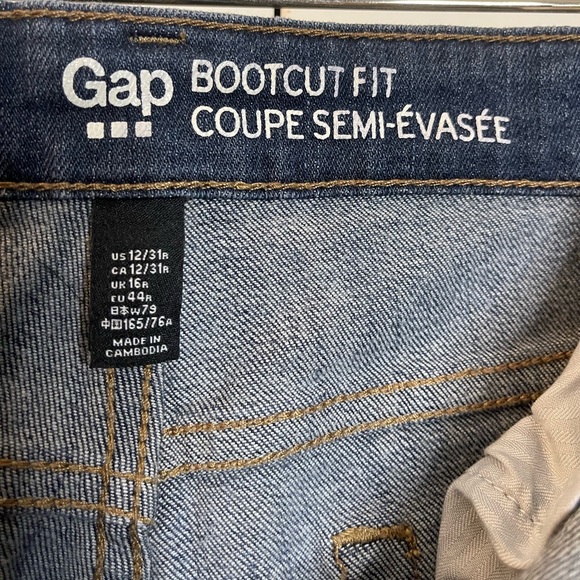 Gap
BOOTCUT FIT
COUPE SEMI-ÉVASÉE
US 12/31R
CA 12/31R
UK 16R
EU 44R
日本W79
中国165/76A
MADE IN
CAMBODIA